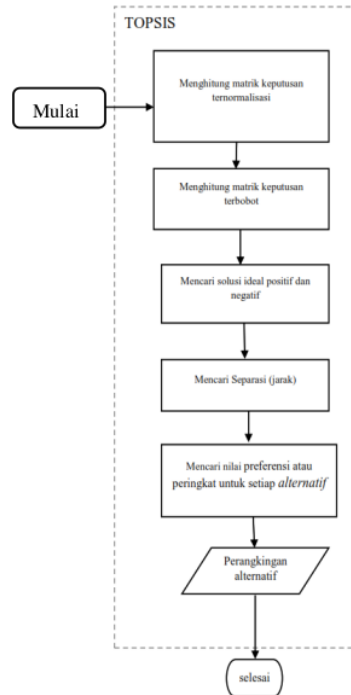 TOPSIS
Mulai
Menghitung matrik keputusan
ternormalisasi
Menghitung matrik keputusan
terbobot
Mencari solusi ideal positif dan
negatif
Mencari Separasi (jarak)
Mencari nilai preferensi atau
peringkat untuk setiap alternatif
Perangkingan
alternatif
selesai